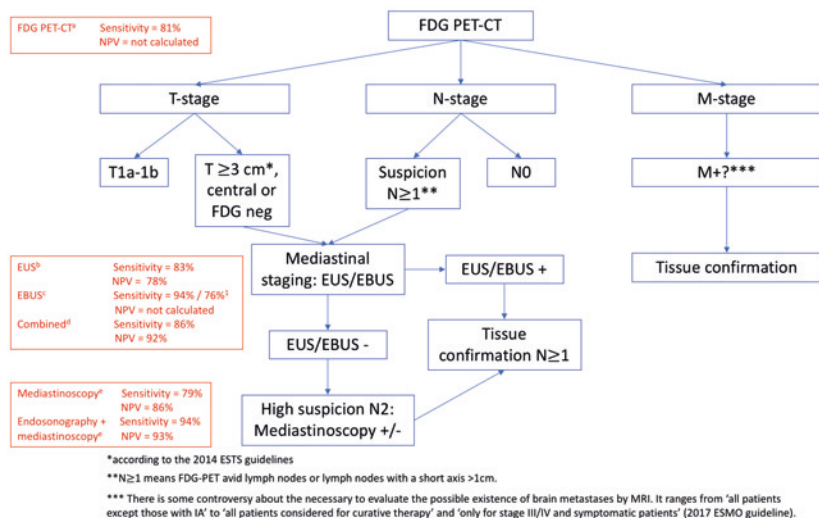 FDG PET-CTᵃ Sensitivity = 81%
NPV = not calculated
FDG PET-CT
T-stage
N-stage
M-stage
T1a-1b
T ≥3 cm*,
central or
FDG neg
Suspicion
N≥1**
N0
M+?***
EUSᵇ Sensitivity = 83%
NPV = 78%
EBUSᶜ Sensitivity = 94% / 76%¹
NPV = not calculated
Combinedᵈ Sensitivity = 86%
NPV = 92%
Mediastinal
staging: EUS/EBUS
EUS/EBUS +
Tissue confirmation
EUS/EBUS -
Tissue
confirmation N≥1
Mediastinoscopyᵉ Sensitivity = 79%
NPV = 86%
Endosonography + Sensitivity = 94%
mediastinoscopyᵉ NPV = 93%
High suspicion N2:
Mediastinoscopy +/-
*according to the 2014 ESTS guidelines
**N≥1 means FDG-PET avid lymph nodes or lymph nodes with a short axis >1cm.
*** There is some controversy about the necessary to evaluate the possible existence of brain metastases by MRI. It ranges from ‘all patients
except those with IA’ to ‘all patients considered for curative therapy’ and ‘only for stage III/IV and symptomatic patients’ (2017 ESMO guideline).